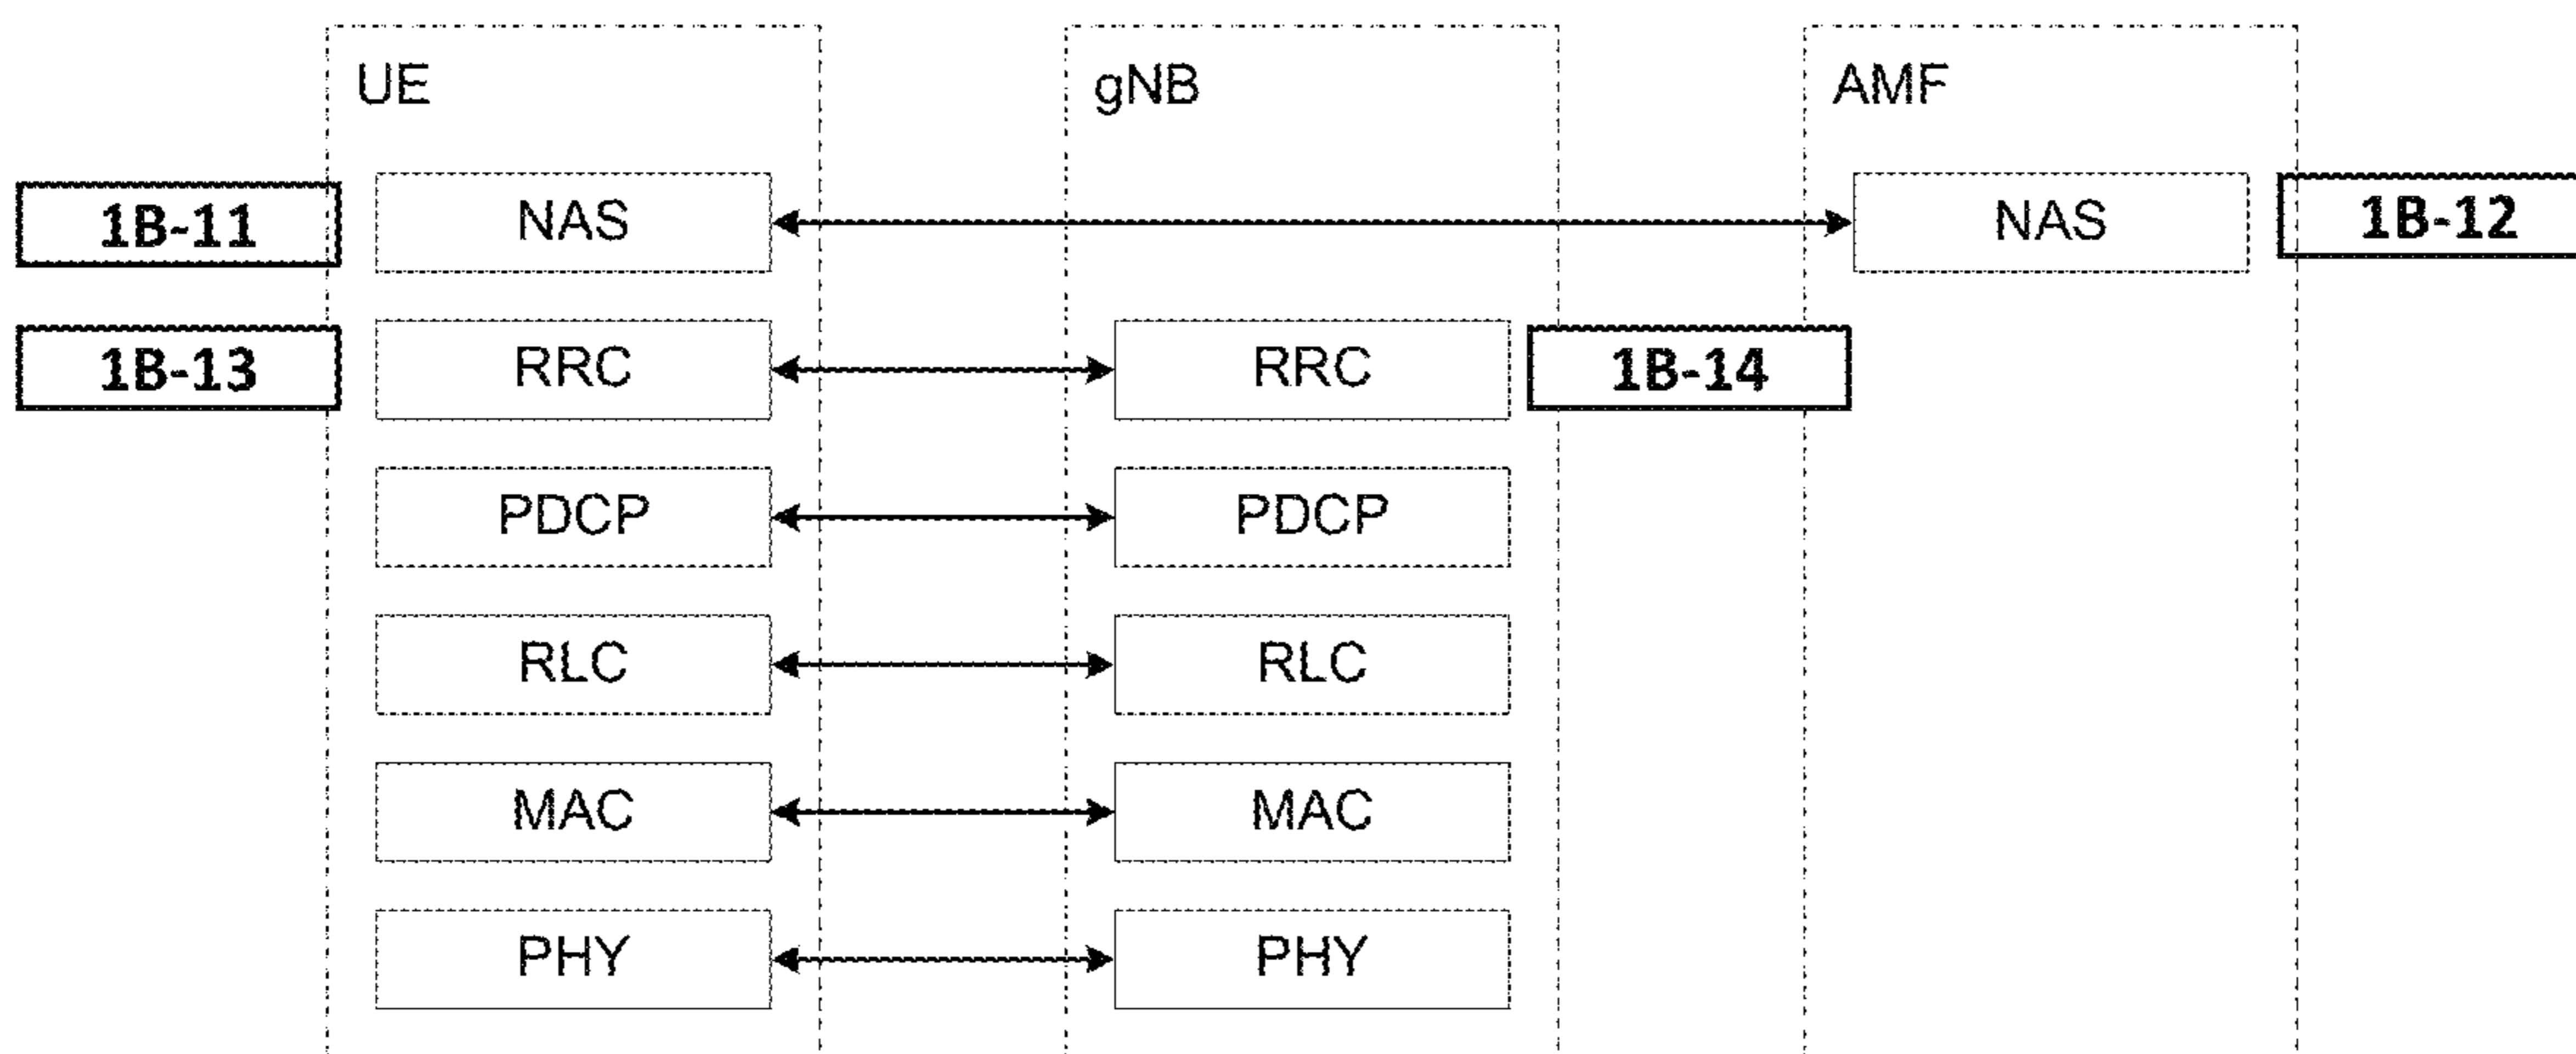 UE gNB AMF
1B-11 NAS NAS 1B-12
1B-13 RRC RRC 1B-14
PDCP PDCP
RLC RLC
MAC MAC
PHY PHY